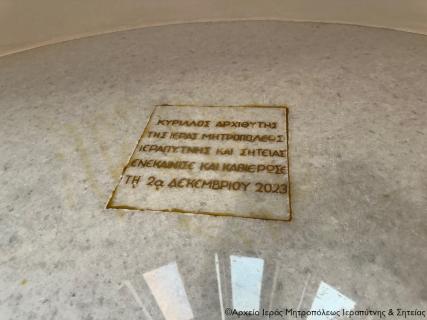 ΚΥΡΙΛΛΟΣ ΑΡΧΙΘΥΤΗΣ
ΤΗΣ ΙΕΡΑΣ ΜΗΤΡΟΠΟΛΕΩΣ
ΙΕΡΑΠΥΤΝΗΣ ΚΑΙ ΣΗΤΕΙΑΣ
ΕΝΕΚΑΙΝΙΣΕ ΚΑΙ ΚΑΘΙΕΡΩΣΕ
ΤΗ 2α ΔΕΚΕΜΒΡΙΟΥ 2023
©Αρχείο Ιεράς Μητροπόλεως Ιεραπύτνης & Σητείας